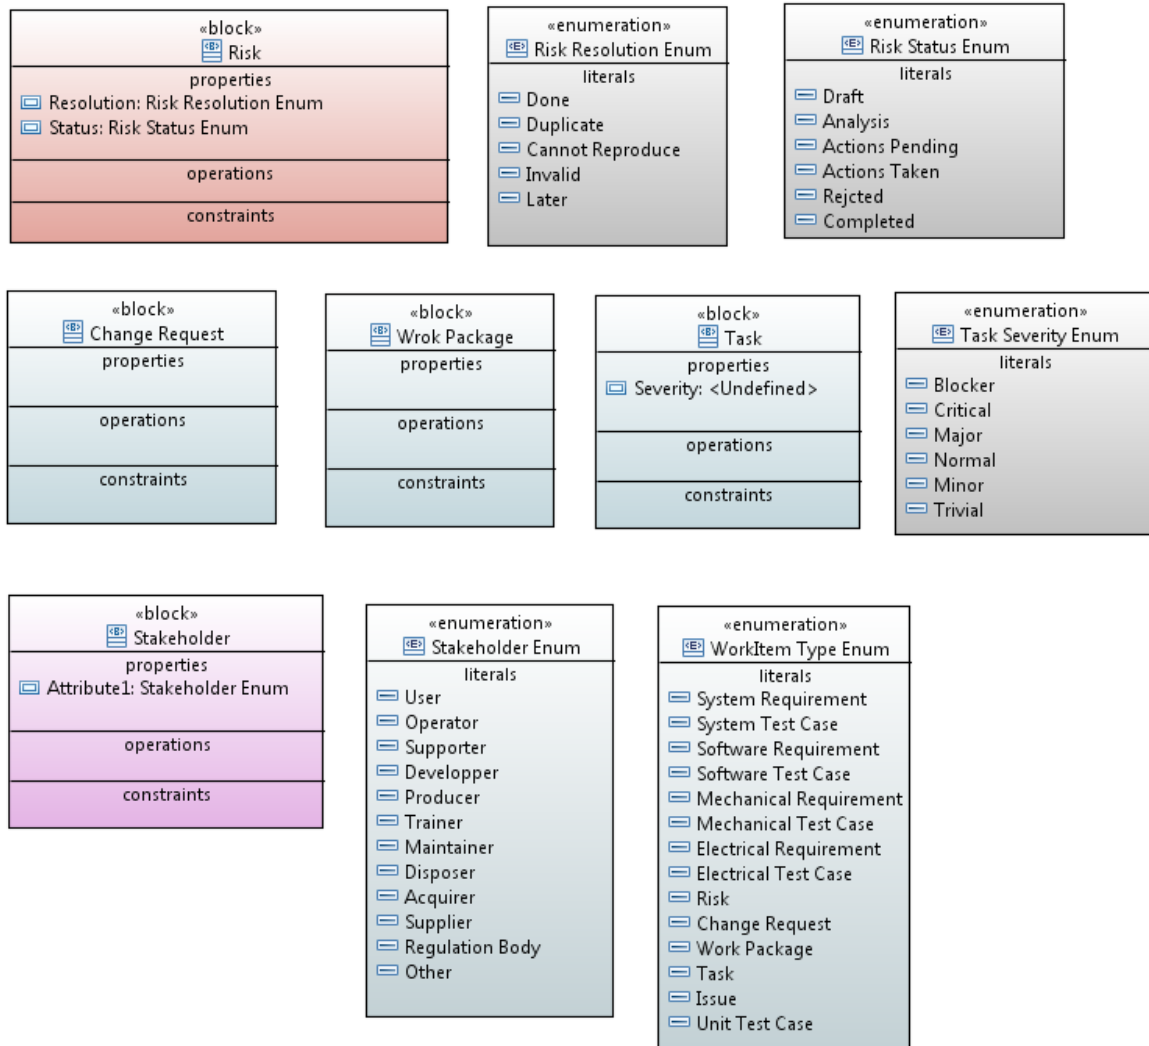 «block»
Risk
properties
Resolution: Risk Resolution Enum
Status: Risk Status Enum
operations
constraints
«enumeration»
Risk Resolution Enum
literals
Done
Duplicate
Cannot Reproduce
Invalid
Later
«enumeration»
Risk Status Enum
literals
Draft
Analysis
Actions Pending
Actions Taken
Rejcted
Completed
«block»
Change Request
properties
operations
constraints
«block»
Wrok Package
properties
operations
constraints
«block»
Task
properties
Severity: <Undefined>
operations
constraints
«enumeration»
Task Severity Enum
literals
Blocker
Critical
Major
Normal
Minor
Trivial
«block»
Stakeholder
properties
Attribute1: Stakeholder Enum
operations
constraints
«enumeration»
Stakeholder Enum
literals
User
Operator
Supporter
Developper
Producer
Trainer
Maintainer
Disposer
Acquirer
Supplier
Regulation Body
Other
«enumeration»
WorkItem Type Enum
literals
System Requirement
System Test Case
Software Requirement
Software Test Case
Mechanical Requirement
Mechanical Test Case
Electrical Requirement
Electrical Test Case
Risk
Change Request
Work Package
Task
Issue
Unit Test Case